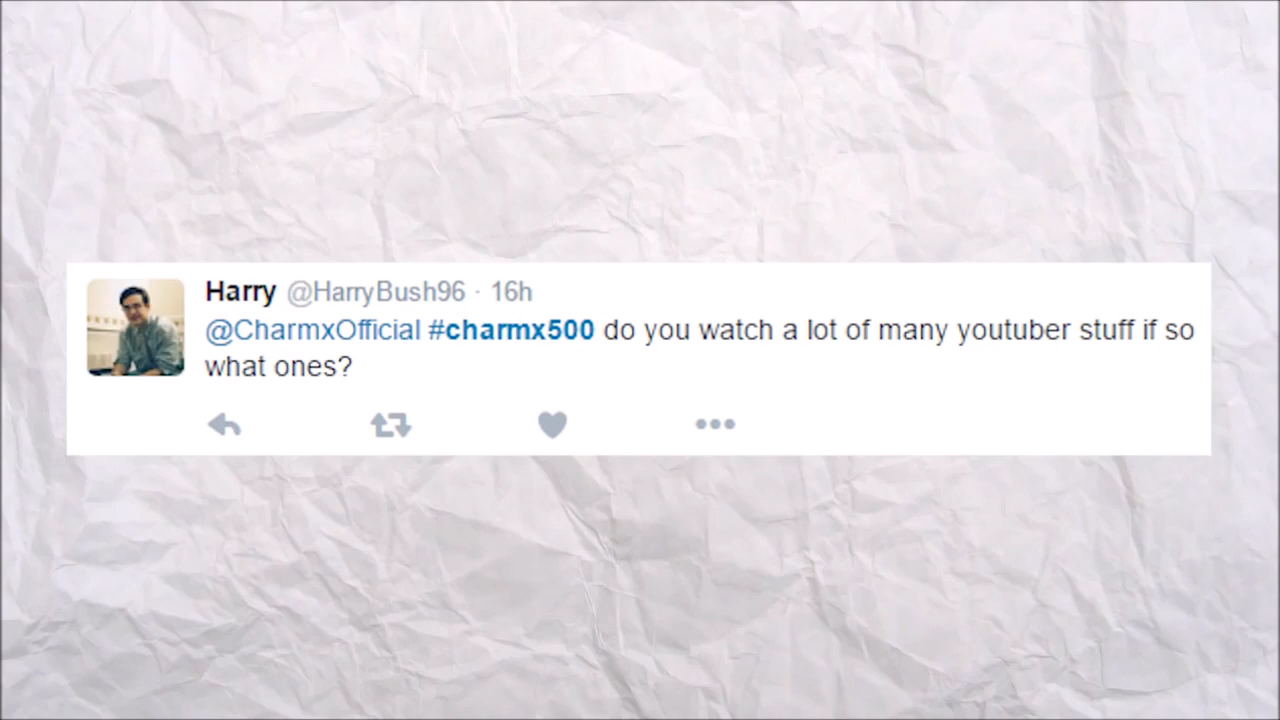 Harry @HarryBush96 · 16h
@CharmxOfficial #charmx500 do you watch a lot of many youtuber stuff if so
what ones?